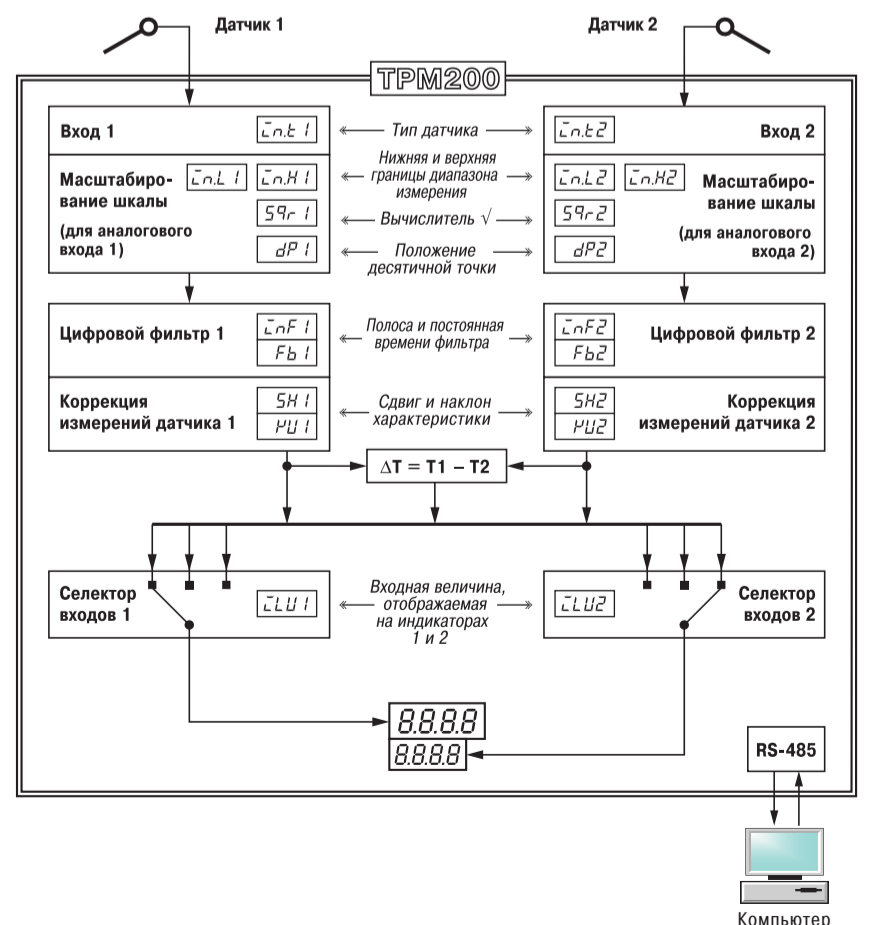 Датчик 1
Датчик 2
ТРМ200
Вход 1
in.t1
Тип датчика
in.t2
Вход 2
Масштабиро-
вание шкалы
(для аналогового
входа 1)
in.L1
in.H1
Sqr1
dP1
Нижняя и верхняя
границы диапазона
измерения
Вычислитель √
Положение
десятичной точки
in.L2
in.H2
Sqr2
dP2
Масштабиро-
вание шкалы
(для аналогового
входа 2)
Цифровой фильтр 1
inF1
Fb1
Полоса и постоянная
времени фильтра
inF2
Fb2
Цифровой фильтр 2
Коррекция
измерений датчика 1
SH1
KU1
Сдвиг и наклон
характеристики
SH2
KU2
Коррекция
измерений датчика 2
ΔT = T1 – T2
Селектор
входов 1
iLU1
Входная величина,
отображаемая
на индикаторах
1 и 2
iLU2
Селектор
входов 2
8.8.8.8
8.8.8.8
RS-485
Компьютер